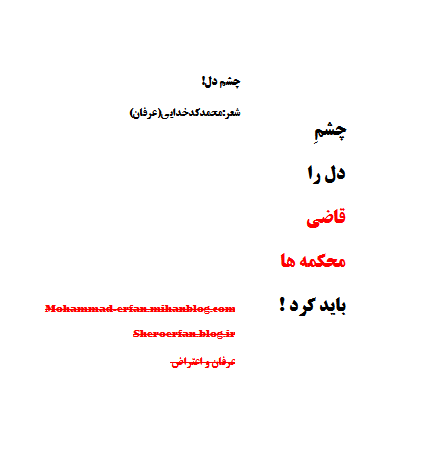 چشم دل!
شعر:محمدکدخدایی(عرفان)
چشمِ
دل را
قاضی
محکمه ها
باید کرد !
Mohammad-erfan.mihanblog.com
Sheroerfan.blog.ir
عرفان و اعتراض